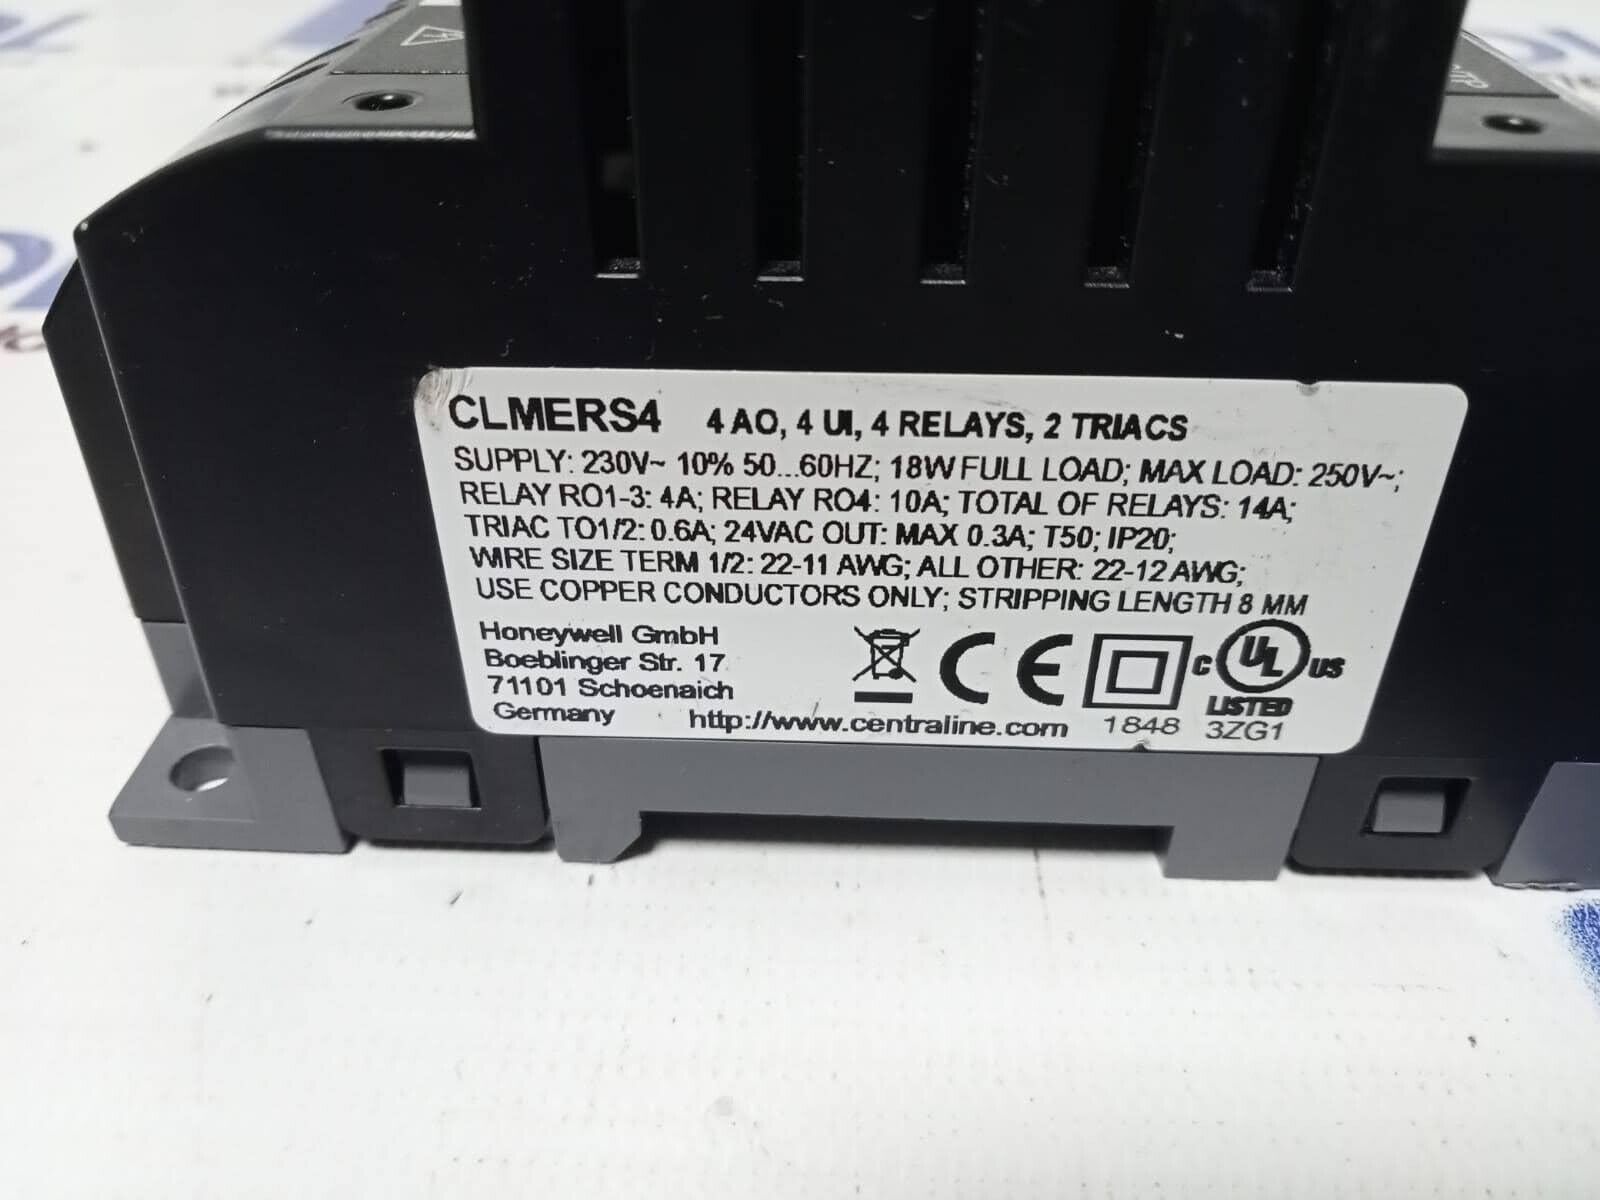 CLMERS4 4 AO, 4 UI, 4 RELAYS, 2 TRIACS
SUPPLY: 230V~ 10% 50...60HZ; 18W FULL LOAD; MAX LOAD: 250V~;
RELAY RO1-3: 4A; RELAY RO4: 10A; TOTAL OF RELAYS: 14A;
TRIAC TO1/2: 0.6A; 24VAC OUT: MAX 0.3A; T50; IP20;
WIRE SIZE TERM 1/2: 22-11 AWG; ALL OTHER: 22-12 AWG;
USE COPPER CONDUCTORS ONLY; STRIPPING LENGTH 8 MM
Honeywell GmbH
Boeblinger Str. 17
71101 Schoenaich
Germany
http://www.centraline.com
CE
C UL US
LISTED
1848 3ZG1